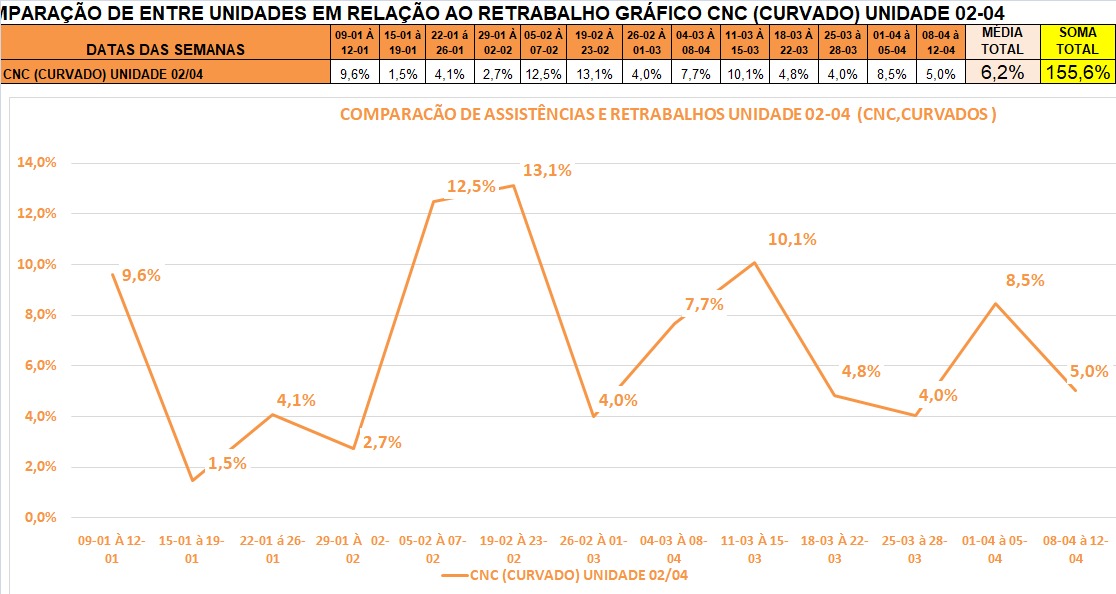 IPARAÇÃO DE ENTRE UNIDADES EM RELAÇÃO AO RETRABALHO GRÁFICO CNC (CURVADO) UNIDADE 02-04
DATAS DAS SEMANAS 09-01 À 12-01 15-01 à 19-01 22-01 á 26-01 29-01 À 02-02 05-02 À 07-02 19-02 À 23-02 26-02 À 01-03 04-03 À 08-04 11-03 À 15-03 18-03 À 22-03 25-03 à 28-03 01-04 à 05-04 08-04 à 12-04 MÉDIA TOTAL SOMA TOTAL
CNC (CURVADO) UNIDADE 02/04 9,6% 1,5% 4,1% 2,7% 12,5% 13,1% 4,0% 7,7% 10,1% 4,8% 4,0% 8,5% 5,0% 6,2% 155,6%
COMPARACÃO DE ASSISTÊNCIAS E RETRABALHOS UNIDADE 02-04 (CNC,CURVADOS )
14,0%
13,1%
12,5%
12,0%
10,1%
10,0%
9,6%
8,5%
8,0%
7,7%
6,0%
5,0%
4,8%
4,1%
4,0%
4,0%
4,0%
2,7%
2,0%
1,5%
0,0%
09-01 À 12-01
15-01 à 19-01
22-01 á 26-01
29-01 À 02-02
05-02 À 07-02
19-02 À 23-02
26-02 À 01-03
04-03 À 08-04
11-03 À 15-03
18-03 À 22-03
25-03 à 28-03
01-04 à 05-04
08-04 à 12-04
CNC (CURVADO) UNIDADE 02/04